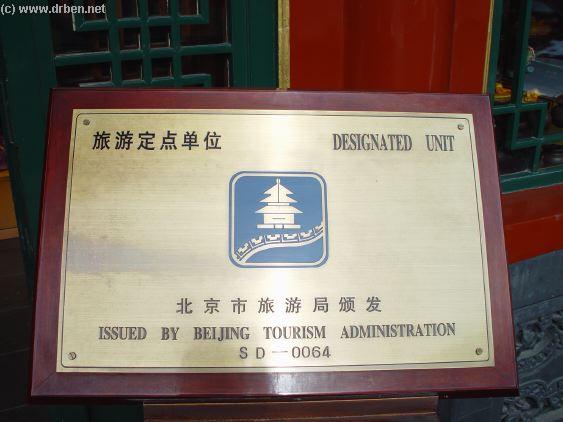 (c) www.drben.net
旅游定点单位 DESIGNATED UNIT
北京市旅游局颁发
ISSUED BY BEIJING TOURISM ADMINISTRATION
SD—0064